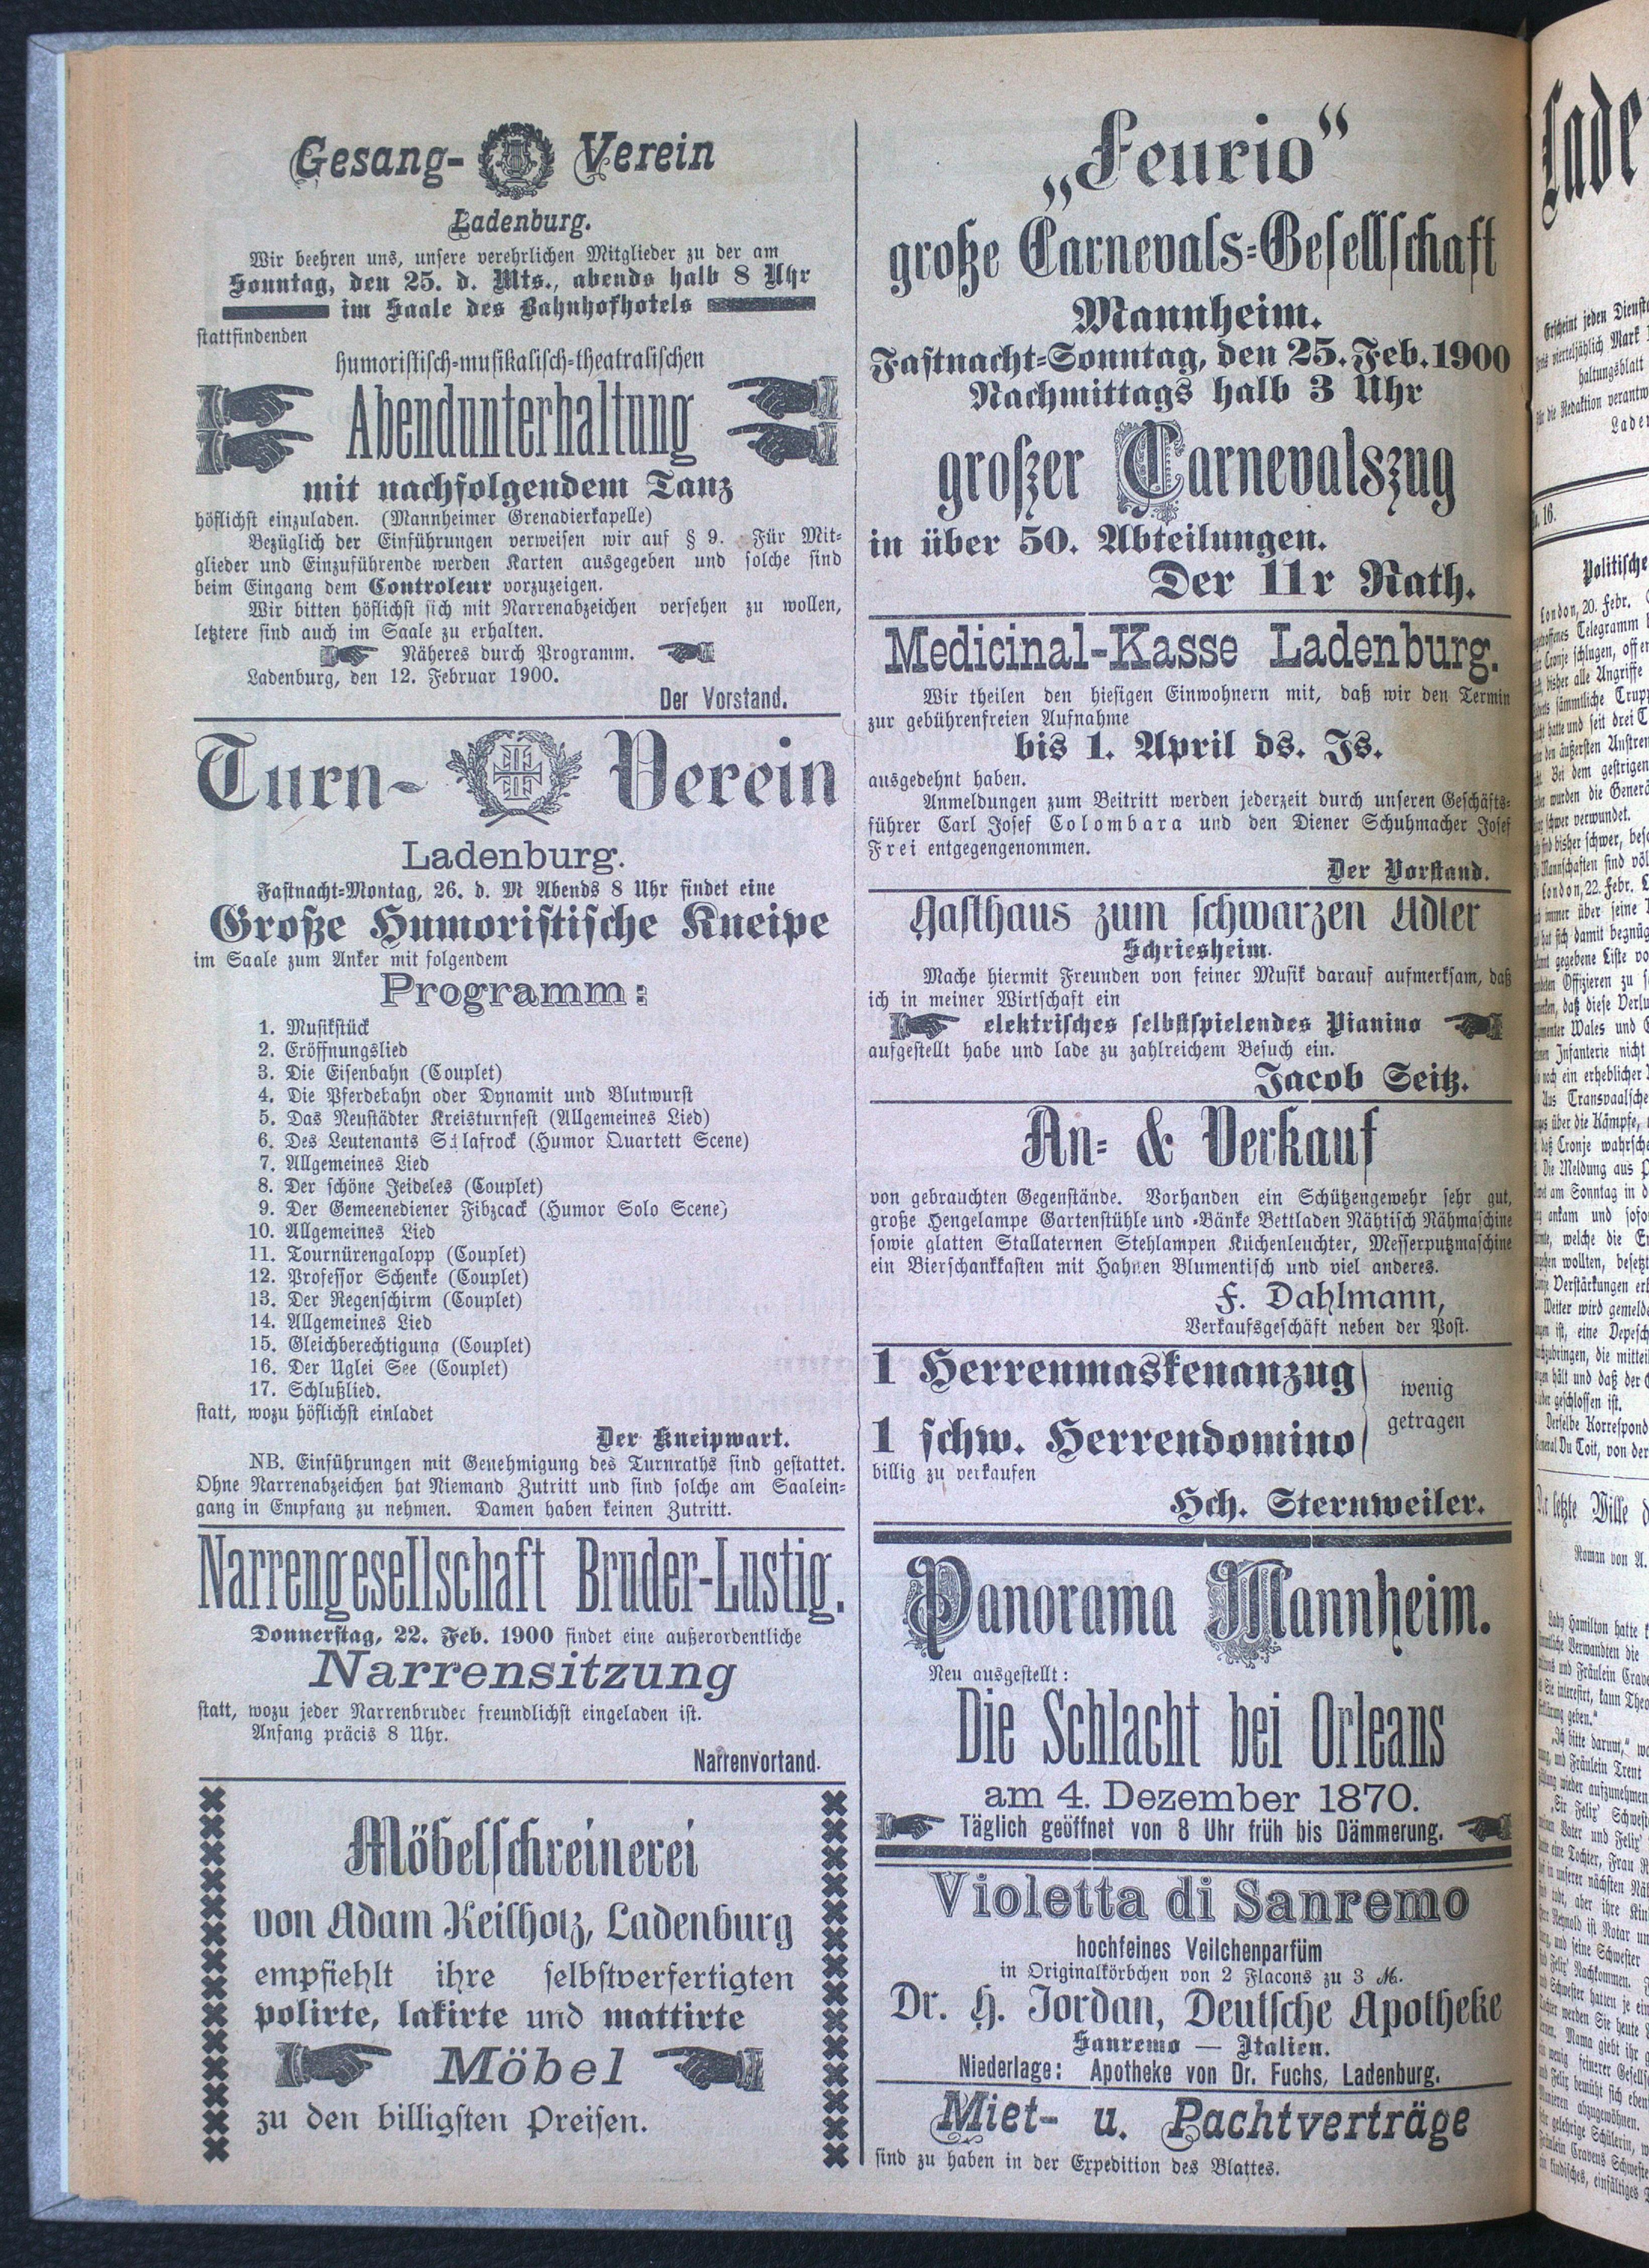 Gesang- Verein
Ladenburg.
Wir beehren uns, unsere verehrlichen Mitglieder zu der am
Sonntag, den 25. d. Mts., abends halb 8 Uhr
im Saale des Bahnhofhotels
stattfindenden
humoristisch-musikalisch-theatralischen
Abendunterhaltung
mit nachfolgendem Tanz
höflichst einzuladen. (Mannheimer Grenadierkapelle)
Bezüglich der Einführungen verweisen wir auf § 9. Für Mit-
glieder und Einzuführende werden Karten ausgegeben und solche sind
beim Eingang dem Controleur vorzuzeigen.
Wir bitten höflichst sich mit Narrenabzeichen versehen zu wollen,
letztere sind auch im Saale zu erhalten.
Näheres durch Programm.
Ladenburg, den 12. Februar 1900.
Der Vorstand.
Turn- Verein
Ladenburg.
Fastnacht-Montag, 26. d. M Abends 8 Uhr findet eine
Große Humoristische Kneipe
im Saale zum Anker mit folgendem
Programm:
1. Musikstück
2. Eröffnungslied
3. Die Eisenbahn (Couplet)
4. Die Pferdebahn oder Dynamit und Blutwurst
5. Das Neustädter Kreisturnfest (Allgemeines Lied)
6. Des Leutenants Schlafrock (Humor Quartett Scene)
7. Allgemeines Lied
8. Der schöne Jeideles (Couplet)
9. Der Gemeenediener Fibzcack (Humor Solo Scene)
10. Allgemeines Lied
11. Tournürengalopp (Couplet)
12. Professor Schenke (Couplet)
13. Der Regenschirm (Couplet)
14. Allgemeines Lied
15. Gleichberechtigung (Couplet)
16. Der Uglei See (Couplet)
17. Schlußlied.
statt, wozu höflichst einladet
Der Kneipwart.
NB. Einführungen mit Genehmigung des Turnraths sind gestattet.
Ohne Narrenabzeichen hat Niemand Zutritt und sind solche am Saalein-
gang in Empfang zu nehmen. Damen haben keinen Zutritt.
Narrengesellschaft Bruder-Lustig.
Donnerstag, 22. Feb. 1900 findet eine außerordentliche
Narrensitzung
statt, wozu jeder Narrenbruder freundlichst eingeladen ist.
Anfang präcis 8 Uhr.
Narrenvortand.
Möbelschreinerei
von Adam Keilholz, Ladenburg
empfiehlt ihre selbstverfertigten
polirte, lakirte und mattirte
Möbel
zu den billigsten Preisen.
„Feurio“
große Carnevals-Gesellschaft
Mannheim.
Fastnacht-Sonntag, den 25. Feb. 1900
Nachmittags halb 3 Uhr
großer Carnevalszug
in über 50. Abteilungen.
Der 11r Rath.
Medicinal-Kasse Ladenburg.
Wir theilen den hiesigen Einwohnern mit, daß wir den Termin
zur gebührenfreien Aufnahme
bis 1. April ds. Js.
ausgedehnt haben.
Anmeldungen zum Beitritt werden jederzeit durch unseren Geschäfts-
führer Carl Josef Colombara und den Diener Schuhmacher Josef
Frei entgegengenommen.
Der Vorstand.
Gasthaus zum schwarzen Adler
Schriesheim.
Mache hiermit Freunden von feiner Musik darauf aufmerksam, daß
ich in meiner Wirtschaft ein
elektrisches selbstspielendes Pianino
aufgestellt habe und lade zu zahlreichem Besuch ein.
Jacob Seitz.
An- & Verkauf
von gebrauchten Gegenstände. Vorhanden ein Schützengewehr sehr gut,
große Hengelampe Gartenstühle und -Bänke Bettladen Nähtisch Nähmaschine
sowie glatten Stallaternen Stehlampen Küchenleuchter, Messerputzmaschine
ein Bierschankkasten mit Hahnen Blumentisch und viel anderes.
F. Dahlmann,
Verkaufsgeschäft neben der Post.
1 Herrenmaskenanzug
wenig
getragen
1 schw. Herrendomino
billig zu verkaufen
Hch. Sternweiler.
Panorama Mannheim.
Neu ausgestellt:
Die Schlacht bei Orleans
am 4. Dezember 1870.
Täglich geöffnet von 8 Uhr früh bis Dämmerung.
Violetta di Sanremo
hochfeines Veilchenparfüm
in Originalkörbchen von 2 Flacons zu 3 M.
Dr. H. Jordan, Deutsche Apotheke
Sanremo — Italien.
Niederlage: Apotheke von Dr. Fuchs, Ladenburg.
Miet- u. Pachtverträge
sind zu haben in der Expedition des Blattes.